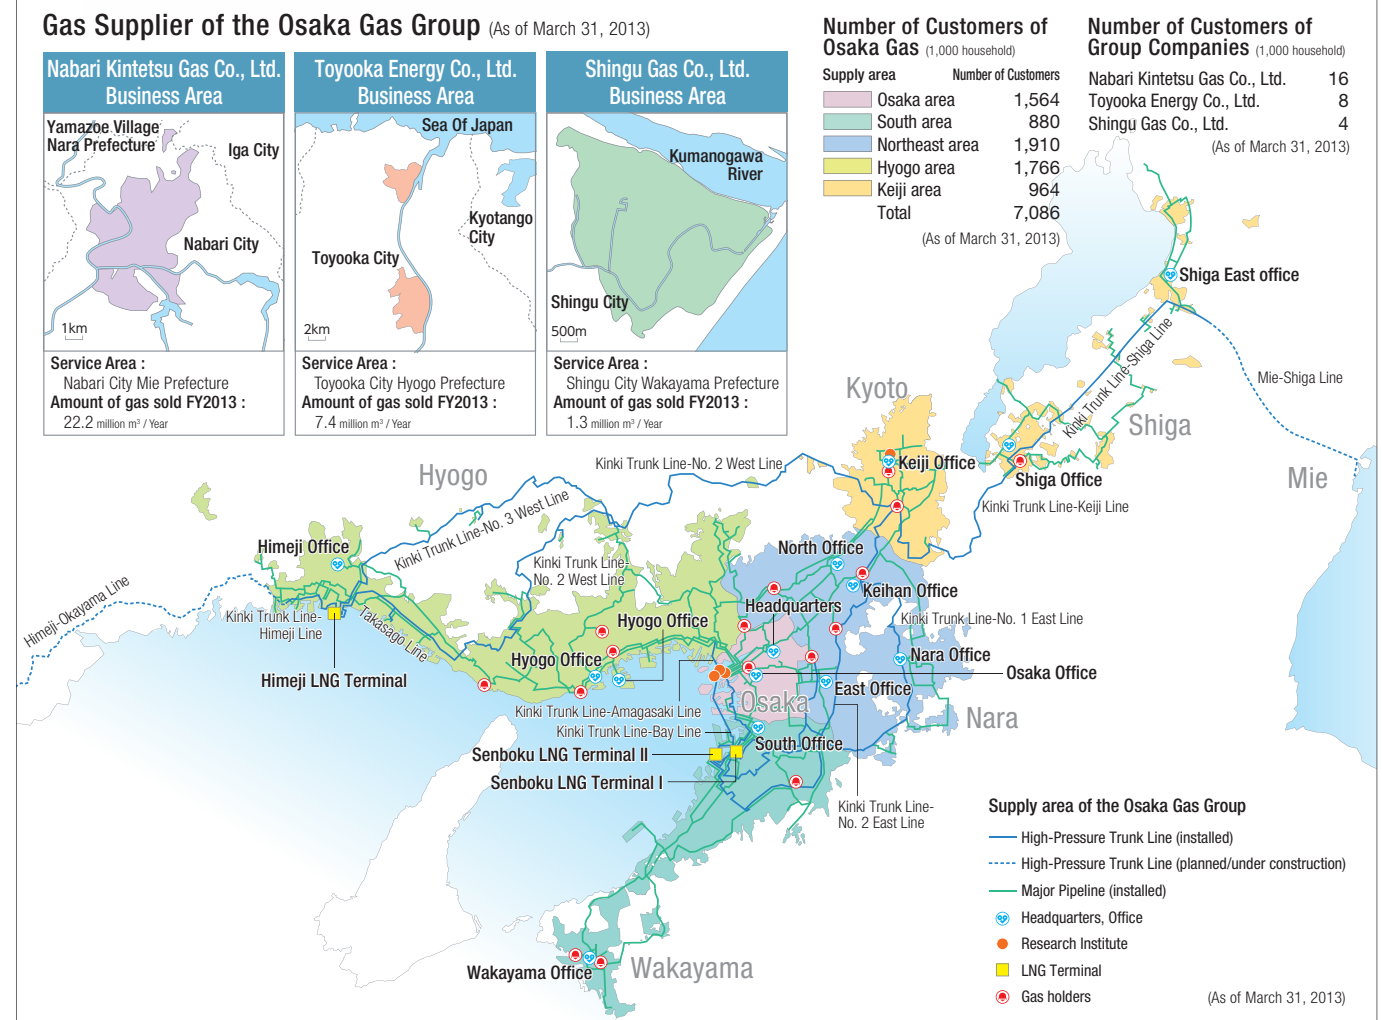 Gas Supplier of the Osaka Gas Group (As of March 31, 2013)
Nabari Kintetsu Gas Co., Ltd.
Business Area
Yamazoe Village
Nara Prefecture
Iga City
Nabari City
1km
Service Area :
Nabari City Mie Prefecture
Amount of gas sold FY2013 :
22.2 million m³ / Year
Toyooka Energy Co., Ltd.
Business Area
Sea Of Japan
Kyotango
City
Toyooka City
2km
Service Area :
Toyooka City Hyogo Prefecture
Amount of gas sold FY2013 :
7.4 million m³ / Year
Shingu Gas Co., Ltd.
Business Area
Kumanogawa
River
Shingu City
500m
Service Area :
Shingu City Wakayama Prefecture
Amount of gas sold FY2013 :
1.3 million m³ / Year
Number of Customers of
Osaka Gas (1,000 household)
Supply area Number of Customers
Osaka area 1,564
South area 880
Northeast area 1,910
Hyogo area 1,766
Keiji area 964
Total 7,086
(As of March 31, 2013)
Number of Customers of
Group Companies (1,000 household)
Nabari Kintetsu Gas Co., Ltd. 16
Toyooka Energy Co., Ltd. 8
Shingu Gas Co., Ltd. 4
(As of March 31, 2013)
Shiga East office
Kinki Trunk Line-Shiga Line
Mie-Shiga Line
Kyoto
Shiga
Mie
Keiji Office
Shiga Office
Kinki Trunk Line-Keiji Line
Hyogo
Kinki Trunk Line-No. 2 West Line
Kinki Trunk Line-No. 3 West Line
Himeji Office
Kinki Trunk Line-
No. 2 West Line
North Office
Keihan Office
Headquarters
Himeji-Okayama Line
Kinki Trunk Line-
Himeji Line
Takasago Line
Hyogo Office
Kinki Trunk Line-No. 1 East Line
Hyogo Office
Nara Office
Osaka Office
Himeji LNG Terminal
East Office
Osaka
Nara
Kinki Trunk Line-Amagasaki Line
Kinki Trunk Line-Bay Line
South Office
Senboku LNG Terminal II
Senboku LNG Terminal I
Kinki Trunk Line-
No. 2 East Line
Wakayama Office
Wakayama
Supply area of the Osaka Gas Group
High-Pressure Trunk Line (installed)
High-Pressure Trunk Line (planned/under construction)
Major Pipeline (installed)
Headquarters, Office
Research Institute
LNG Terminal
Gas holders
(As of March 31, 2013)